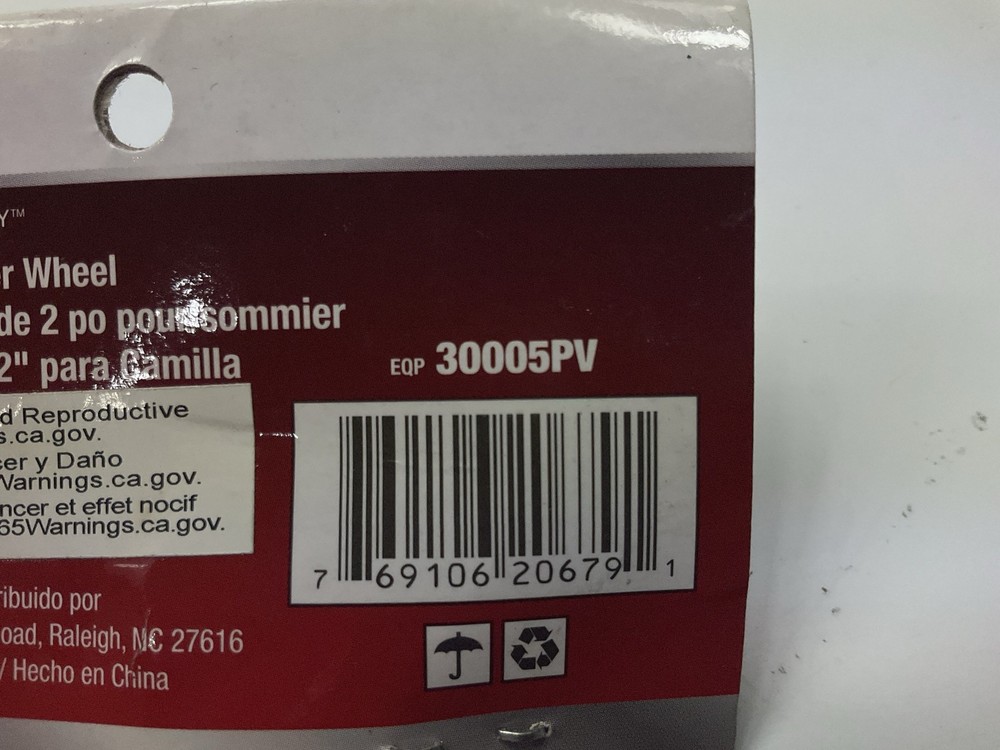 Y™
r Wheel
de 2 po pour sommier
2" para Camilla
EQP 30005PV
d Reproductive
s.ca.gov.
cer y Daño
Warnings.ca.gov.
ncer et effet nocif
65Warnings.ca.gov.
7 69106 20679 1
ribuido por
oad, Raleigh, NC 27616
/ Hecho en China